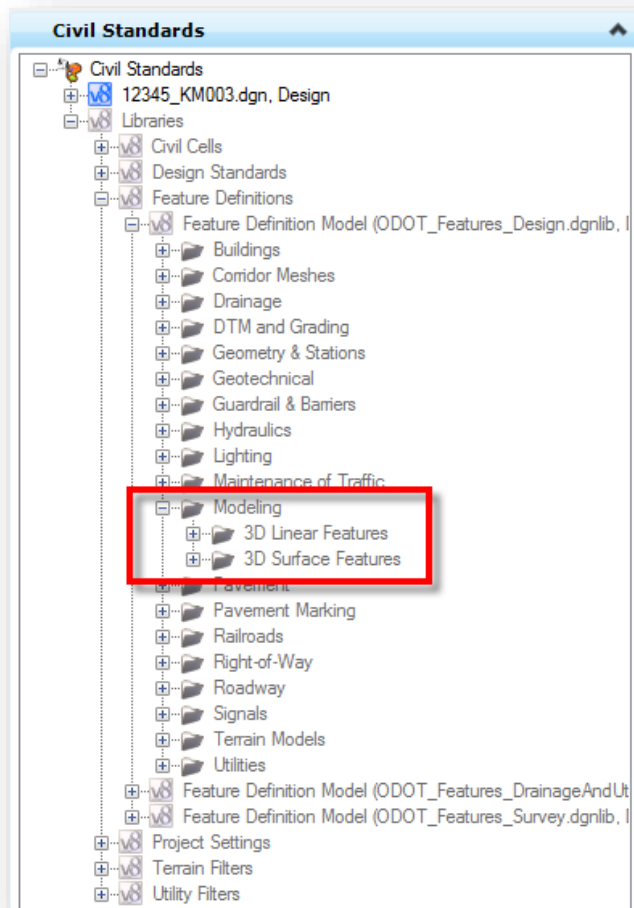 Civil Standards
Civil Standards
12345_KM003.dgn, Design
Libraries
Civil Cells
Design Standards
Feature Definitions
Feature Definition Model (ODOT_Features_Design.dgnlib,
Buildings
Corridor Meshes
Drainage
DTM and Grading
Geometry & Stations
Geotechnical
Guardrail & Barriers
Hydraulics
Lighting
Maintenance of Traffic
Modeling
3D Linear Features
3D Surface Features
Pavement
Pavement Marking
Railroads
Right-of-Way
Roadway
Signals
Terrain Models
Utilities
Feature Definition Model (ODOT_Features_DrainageAndUt
Feature Definition Model (ODOT_Features_Survey.dgnlib,
Project Settings
Terrain Filters
Utility Filters